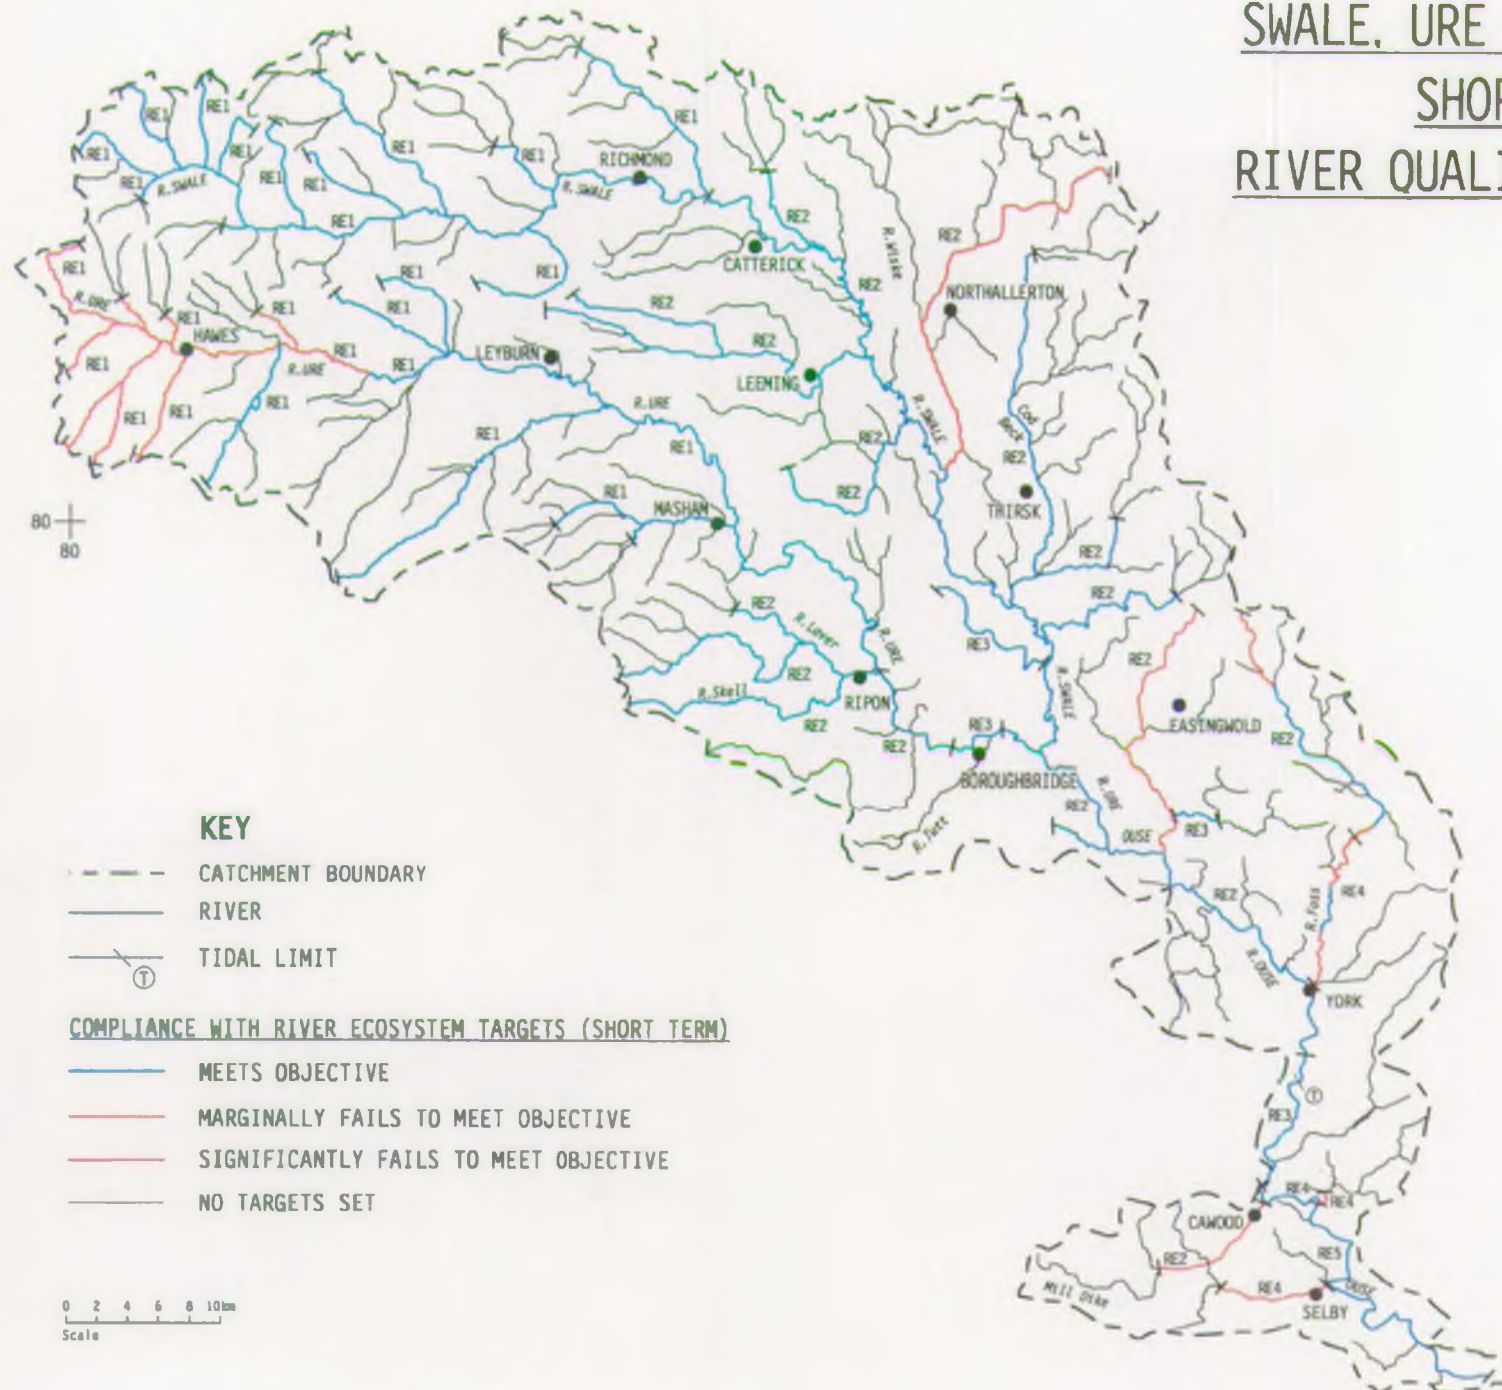 SWALE, URE
SHOR
RIVER QUALI
RE1
RE1
RE1
RE1
RE1
RE1
RE1
RE1
RE1
RE1
RE1
R.SWALE
RICHMOND
R.SWALE
RE2
CATTERICK
R.Wiske
RE2
RE2
NORTHALLERTON
RE1
R.URE
RE1
HAWES
RE1
RE1
RE1
RE1
RE1
RE1
RE1
R.URE
RE1
RE1
RE1
LEYBURN
RE2
RE2
LEEMING
R.URE
RE1
RE1
R.SWALE
Cod
Beck
RE2
RE2
RE2
THIRSK
RE1
MASHAM
80
80
RE2
RE2
RE2
R.Laver
R.URE
RE3
RE2
R.Skell
RE2
RIPON
RE2
RE3
R.SWALE
RE2
EASINGWOLD
RE2
BOROUGHBRIDGE
RE2
R.URE
OUSE
RE3
R.Tutt
RE2
RE4
R.Foss
R.OUSE
YORK
T
RE3
RE4
RE4
CAWOOD
RE2
RE5
RE4
OUSE
Mill Dike
SELBY
KEY
CATCHMENT BOUNDARY
RIVER
TIDAL LIMIT
T
COMPLIANCE WITH RIVER ECOSYSTEM TARGETS (SHORT TERM)
MEETS OBJECTIVE
MARGINALLY FAILS TO MEET OBJECTIVE
SIGNIFICANTLY FAILS TO MEET OBJECTIVE
NO TARGETS SET
0 2 4 6 8 10km
Scale